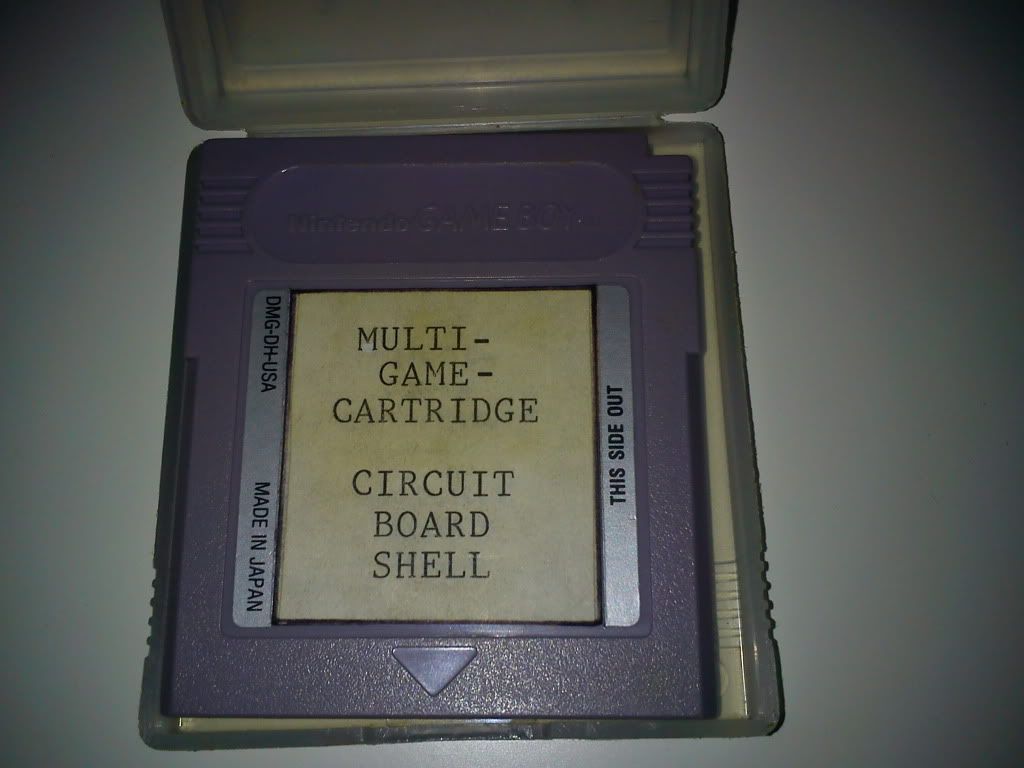 Nintendo GAME BOY
DMG-DH-USA
MADE IN JAPAN
MULTI-
GAME-
CARTRIDGE
CIRCUIT
BOARD
SHELL
THIS SIDE OUT